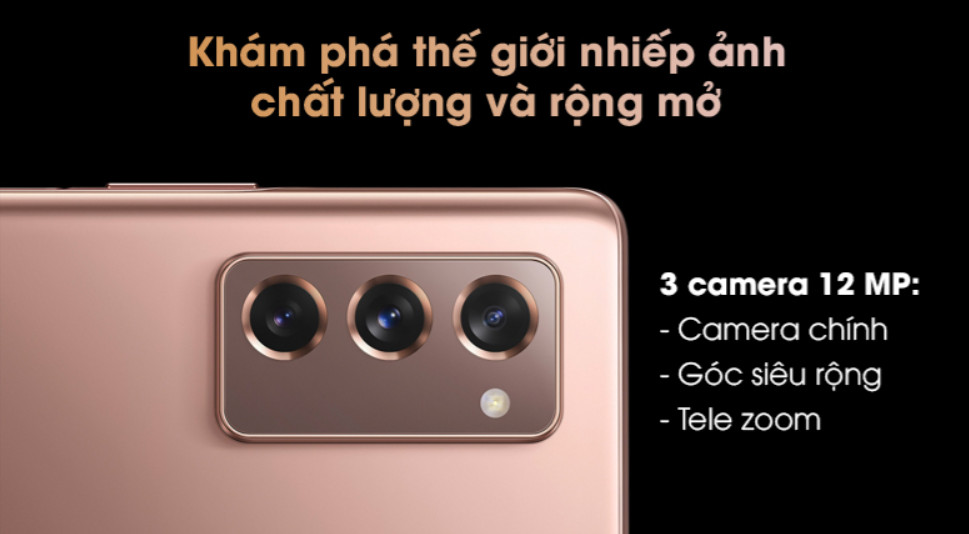 Khám phá thế giới nhiếp ảnh
chất lượng và rộng mở
3 camera 12 MP:
- Camera chính
- Góc siêu rộng
- Tele zoom